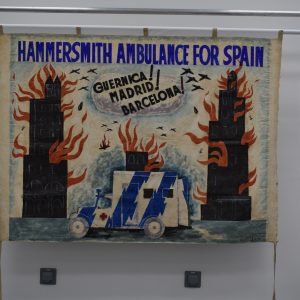 HAMMERSMITH AMBULANCE FOR SPAIN
GUERNICA!
MADRID!
BARCELONA!